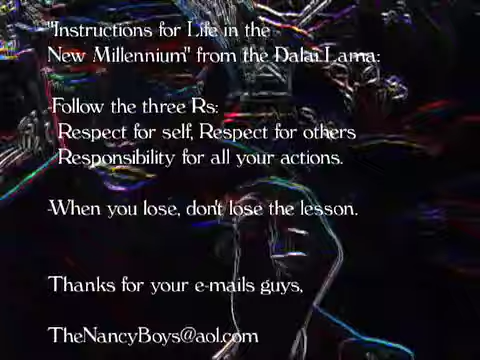 "Instructions for Life in the
New Millennium" from the Dalai Lama:
-Follow the three Rs:
Respect for self, Respect for others
Responsibility for all your actions.
-When you lose, don't lose the lesson.
Thanks for your e-mails guys,
TheNancyBoys@aol.com